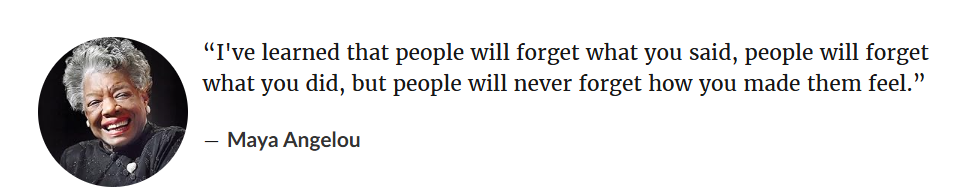 “I've learned that people will forget what you said, people will forget
what you did, but people will never forget how you made them feel.”
― Maya Angelou